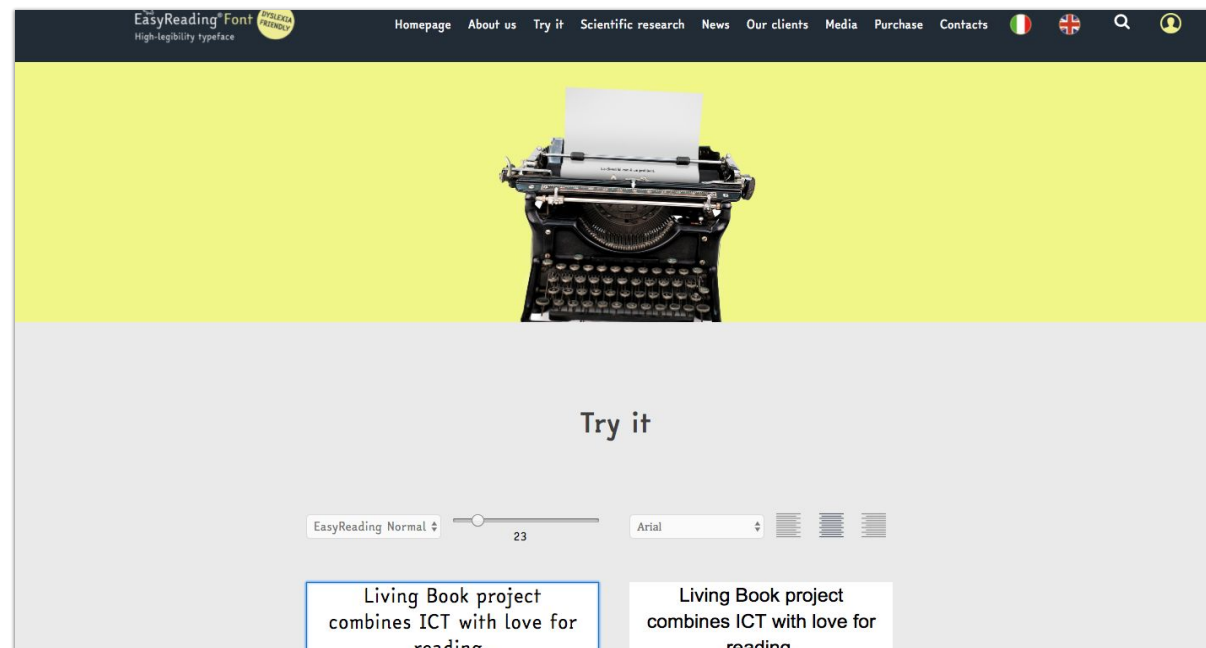 EasyReading® Font
DYSLEXIA
FRIENDLY
High-legibility typeface
Homepage About us Try it Scientific research News Our clients Media Purchase Contacts
Try it
EasyReading Normal
23
Arial
Living Book project
combines ICT with love for
reading
Living Book project
combines ICT with love for
reading